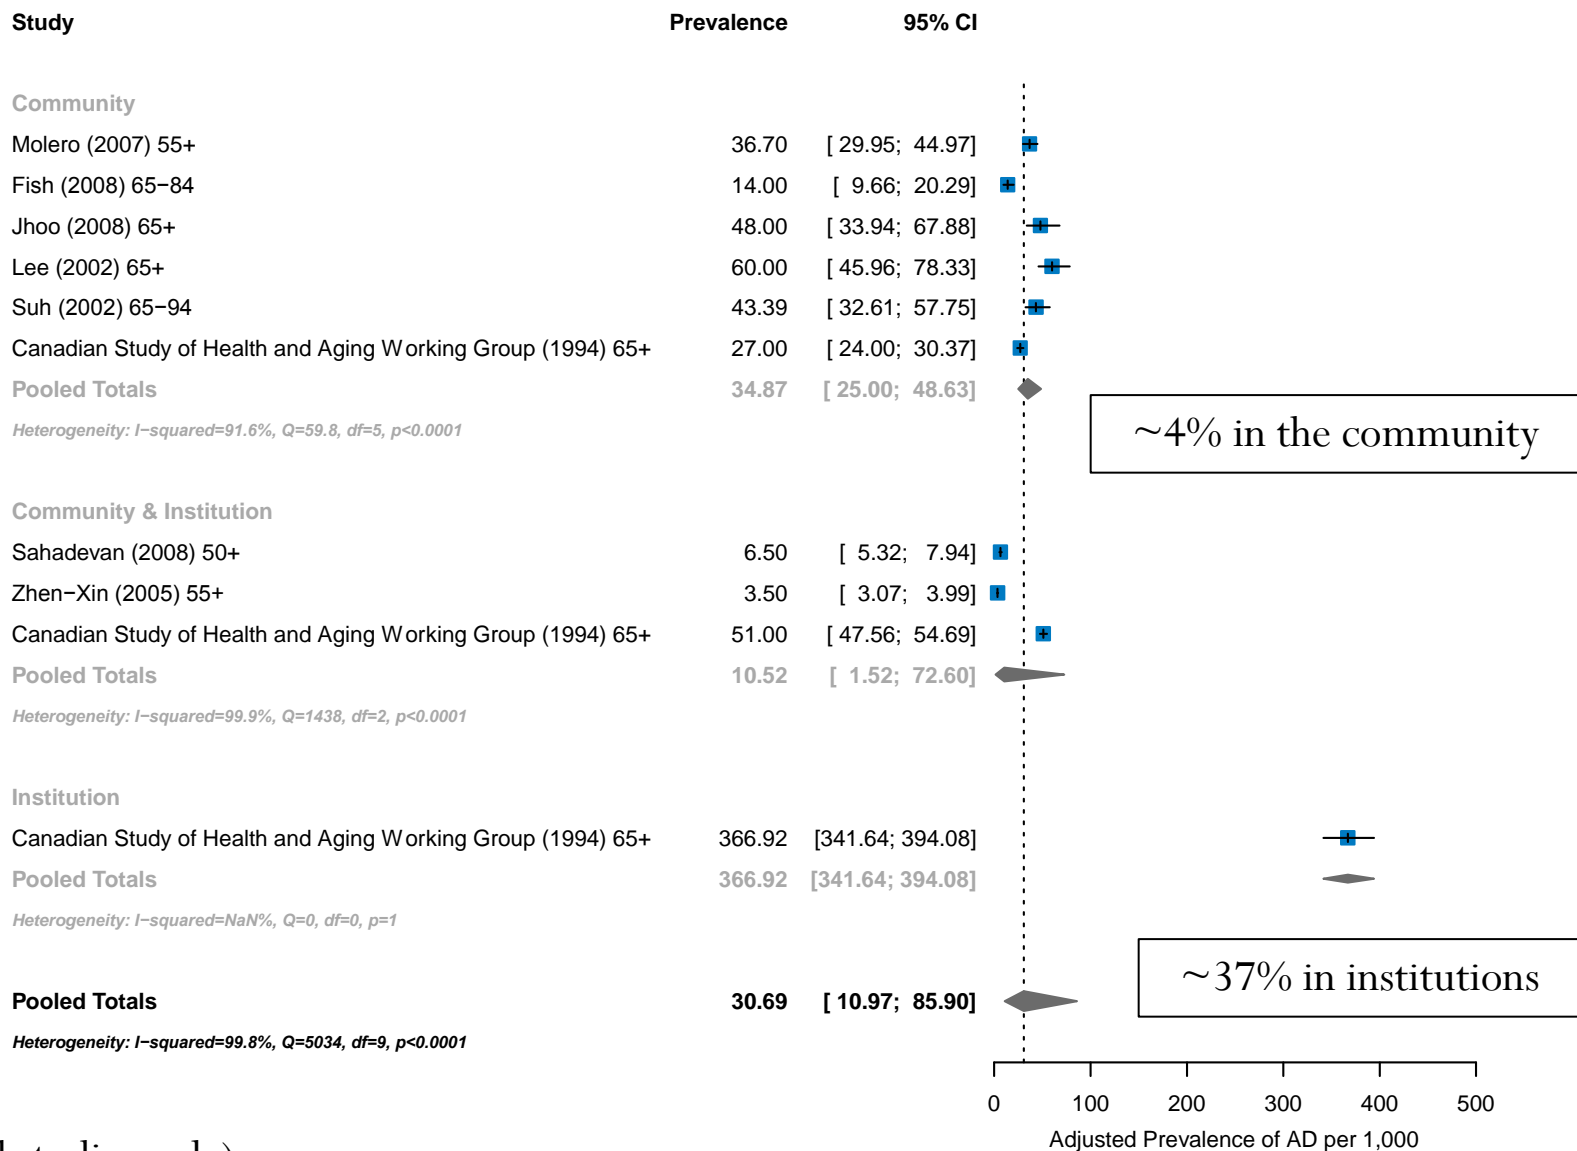 Study Prevalence 95% CI
Community
Molero (2007) 55+ 36.70 [ 29.95; 44.97]
Fish (2008) 65−84 14.00 [ 9.66; 20.29]
Jhoo (2008) 65+ 48.00 [ 33.94; 67.88]
Lee (2002) 65+ 60.00 [ 45.96; 78.33]
Suh (2002) 65−94 43.39 [ 32.61; 57.75]
Canadian Study of Health and Aging Working Group (1994) 65+ 27.00 [ 24.00; 30.37]
Pooled Totals 34.87 [ 25.00; 48.63]
Heterogeneity: I−squared=91.6%, Q=59.8, df=5, p<0.0001
~4% in the community
Community & Institution
Sahadevan (2008) 50+ 6.50 [ 5.32; 7.94]
Zhen−Xin (2005) 55+ 3.50 [ 3.07; 3.99]
Canadian Study of Health and Aging Working Group (1994) 65+ 51.00 [ 47.56; 54.69]
Pooled Totals 10.52 [ 1.52; 72.60]
Heterogeneity: I−squared=99.9%, Q=1438, df=2, p<0.0001
Institution
Canadian Study of Health and Aging Working Group (1994) 65+ 366.92 [341.64; 394.08]
Pooled Totals 366.92 [341.64; 394.08]
Heterogeneity: I−squared=NaN%, Q=0, df=0, p=1
~37% in institutions
Pooled Totals 30.69 [ 10.97; 85.90]
Heterogeneity: I−squared=99.8%, Q=5034, df=9, p<0.0001
0 100 200 300 400 500
Adjusted Prevalence of AD per 1,000